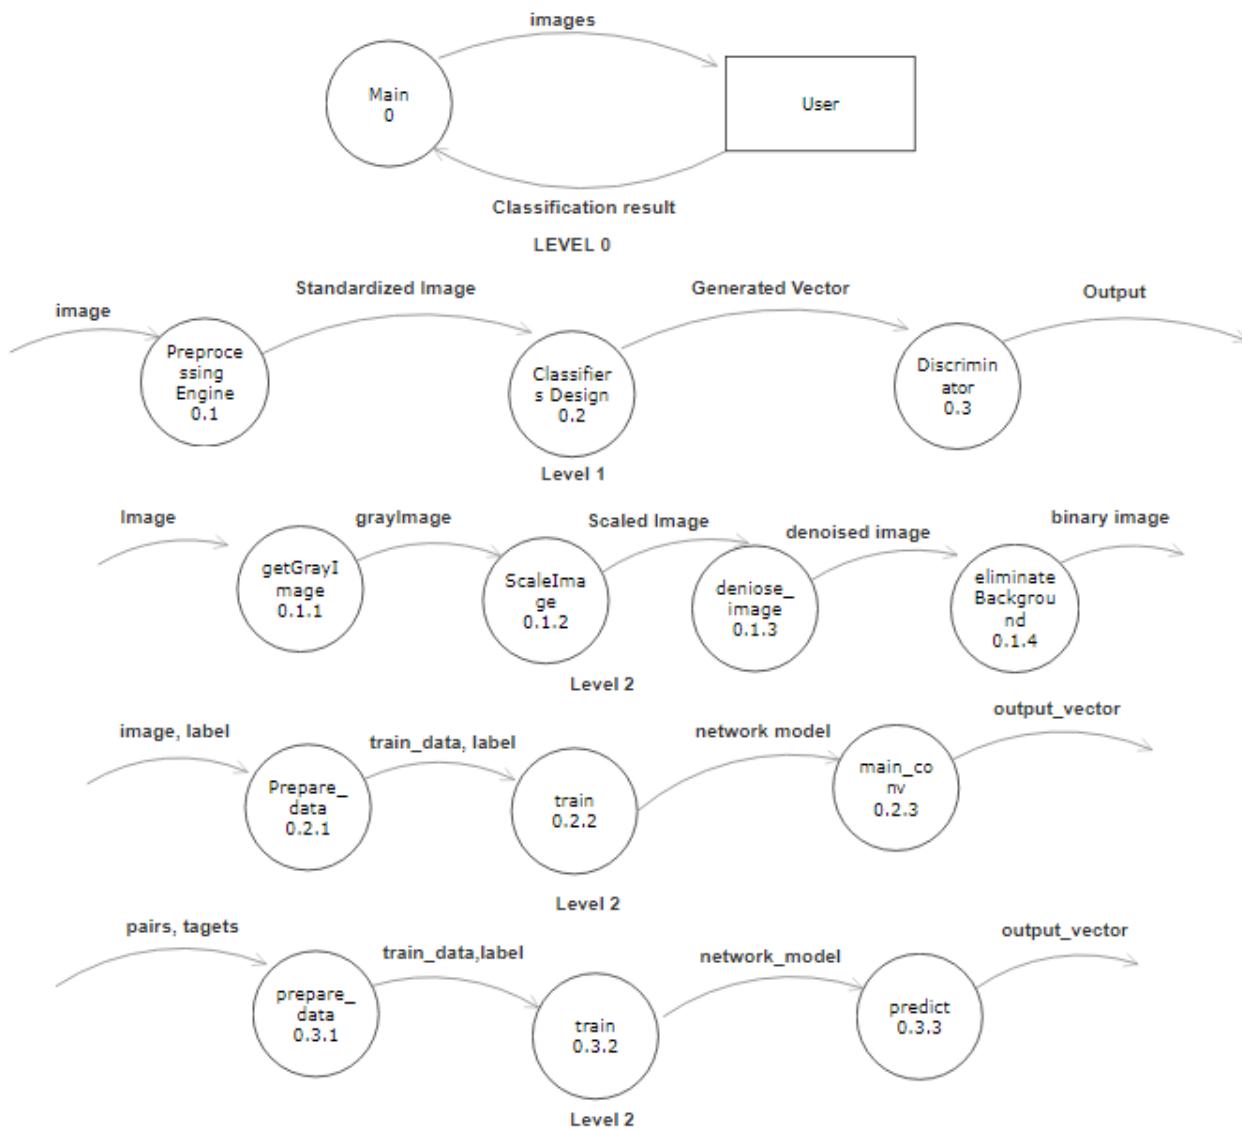 images
Main
0
User
Classification result
LEVEL 0
image
Standardized Image
Generated Vector
Output
Preproce
ssing
Engine
0.1
Classifier
s Design
0.2
Discrimin
ator
0.3
Level 1
Image
grayImage
Scaled Image
denoised image
binary image
getGrayI
mage
0.1.1
ScaleIma
ge
0.1.2
deniose_
image
0.1.3
eliminate
Backgrou
nd
0.1.4
Level 2
image, label
train_data, label
network model
output_vector
Prepare_
data
0.2.1
train
0.2.2
main_co
nv
0.2.3
Level 2
pairs, tagets
train_data,label
network_model
output_vector
prepare_
data
0.3.1
train
0.3.2
predict
0.3.3
Level 2